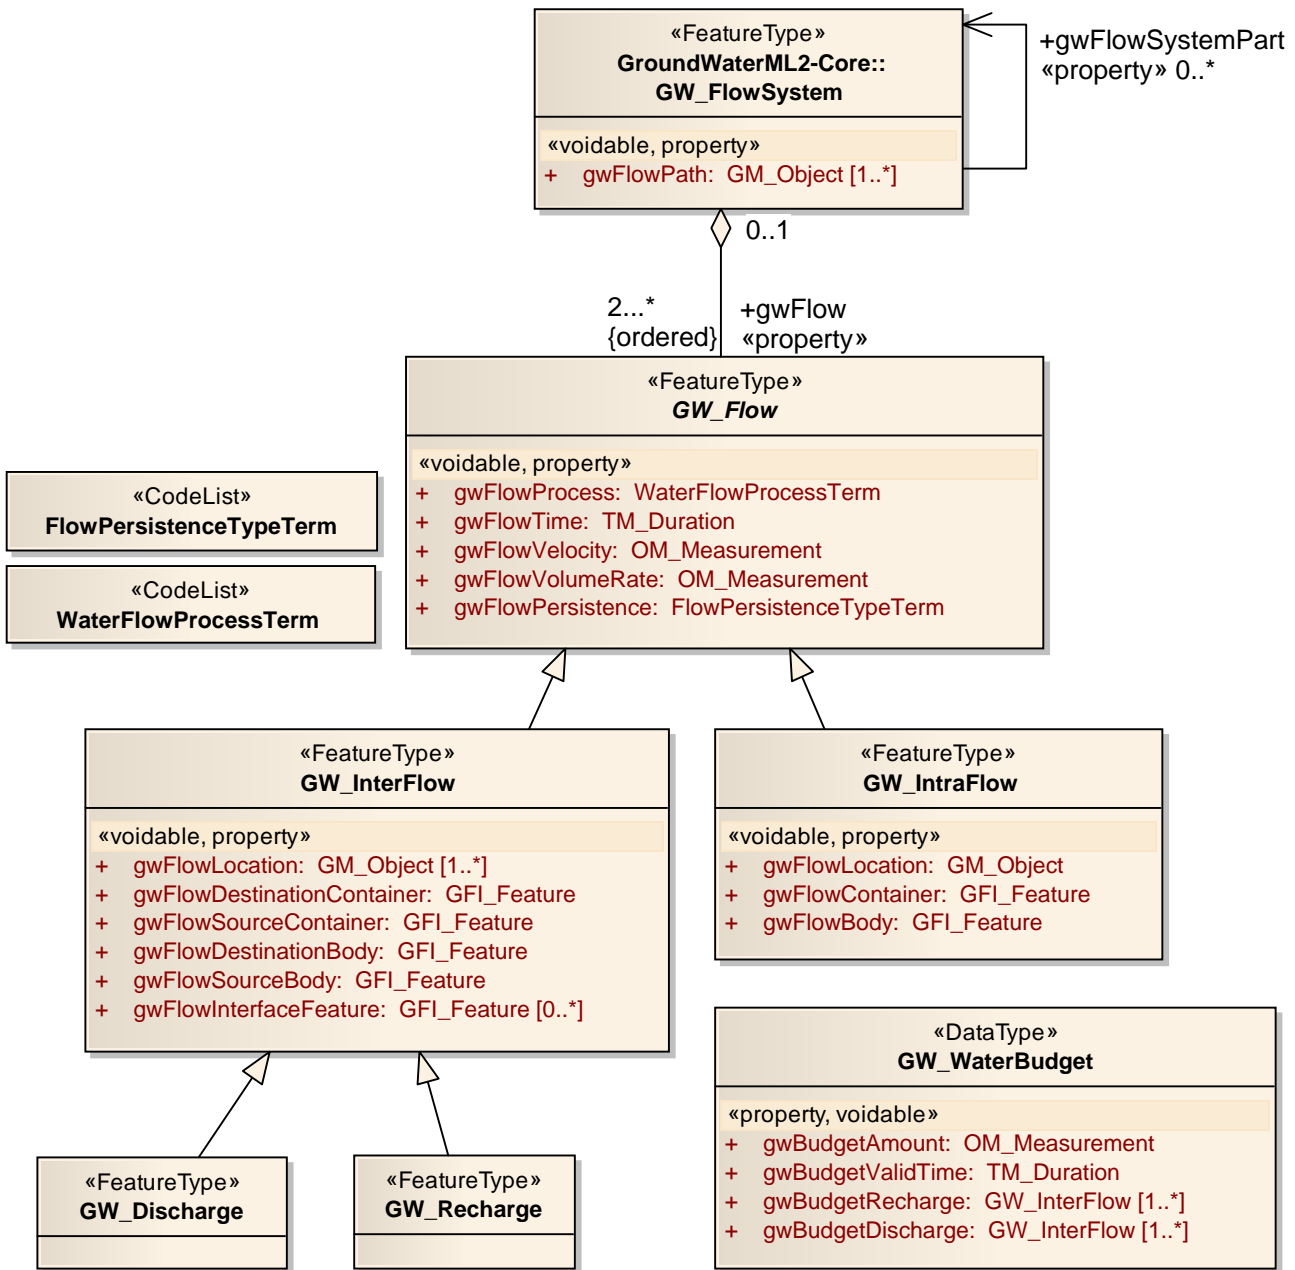 «FeatureType»
GroundWaterML2-Core::
GW_FlowSystem
«voidable, property»
+ gwFlowPath: GM_Object [1..*]
+gwFlowSystemPart
«property» 0..*
0..1
2...*
{ordered}
+gwFlow
«property»
«FeatureType»
GW_Flow
«voidable, property»
+ gwFlowProcess: WaterFlowProcessTerm
+ gwFlowTime: TM_Duration
+ gwFlowVelocity: OM_Measurement
+ gwFlowVolumeRate: OM_Measurement
+ gwFlowPersistence: FlowPersistenceTypeTerm
«CodeList»
FlowPersistenceTypeTerm
«CodeList»
WaterFlowProcessTerm
«FeatureType»
GW_InterFlow
«voidable, property»
+ gwFlowLocation: GM_Object [1..*]
+ gwFlowDestinationContainer: GFI_Feature
+ gwFlowSourceContainer: GFI_Feature
+ gwFlowDestinationBody: GFI_Feature
+ gwFlowSourceBody: GFI_Feature
+ gwFlowInterfaceFeature: GFI_Feature [0..*]
«FeatureType»
GW_IntraFlow
«voidable, property»
+ gwFlowLocation: GM_Object
+ gwFlowContainer: GFI_Feature
+ gwFlowBody: GFI_Feature
«DataType»
GW_WaterBudget
«property, voidable»
+ gwBudgetAmount: OM_Measurement
+ gwBudgetValidTime: TM_Duration
+ gwBudgetRecharge: GW_InterFlow [1..*]
+ gwBudgetDischarge: GW_InterFlow [1..*]
«FeatureType»
GW_Discharge
«FeatureType»
GW_Recharge